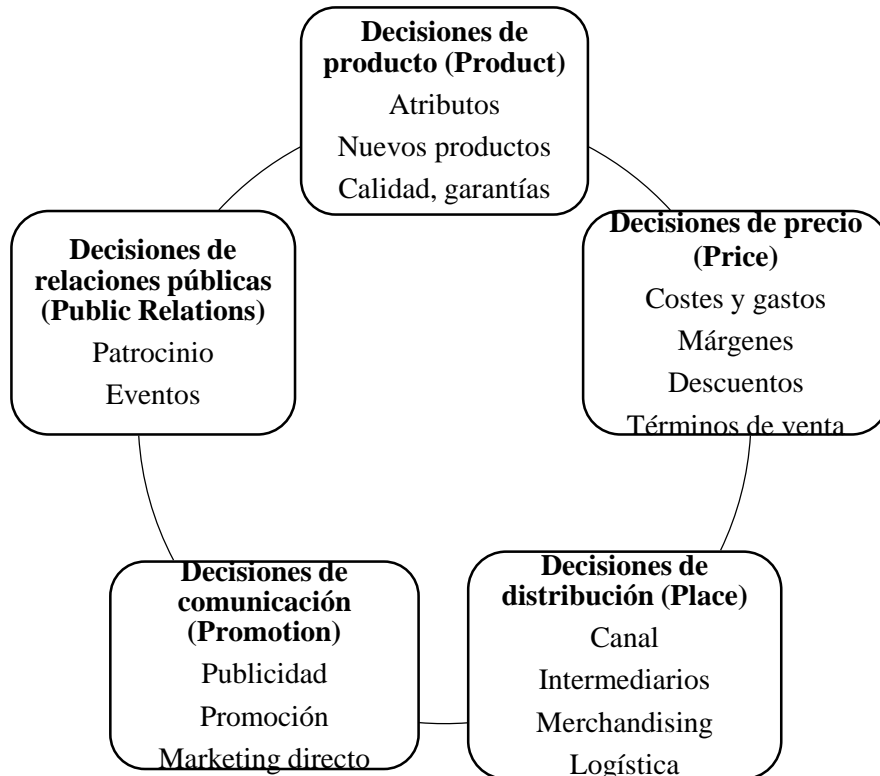 Decisiones de
producto (Product)
Atributos
Nuevos productos
Calidad, garantías
Decisiones de precio
(Price)
Costes y gastos
Márgenes
Descuentos
Términos de venta
Decisiones de
distribución (Place)
Canal
Intermediarios
Merchandising
Logística
Decisiones de
comunicación
(Promotion)
Publicidad
Promoción
Marketing directo
Decisiones de
relaciones públicas
(Public Relations)
Patrocinio
Eventos